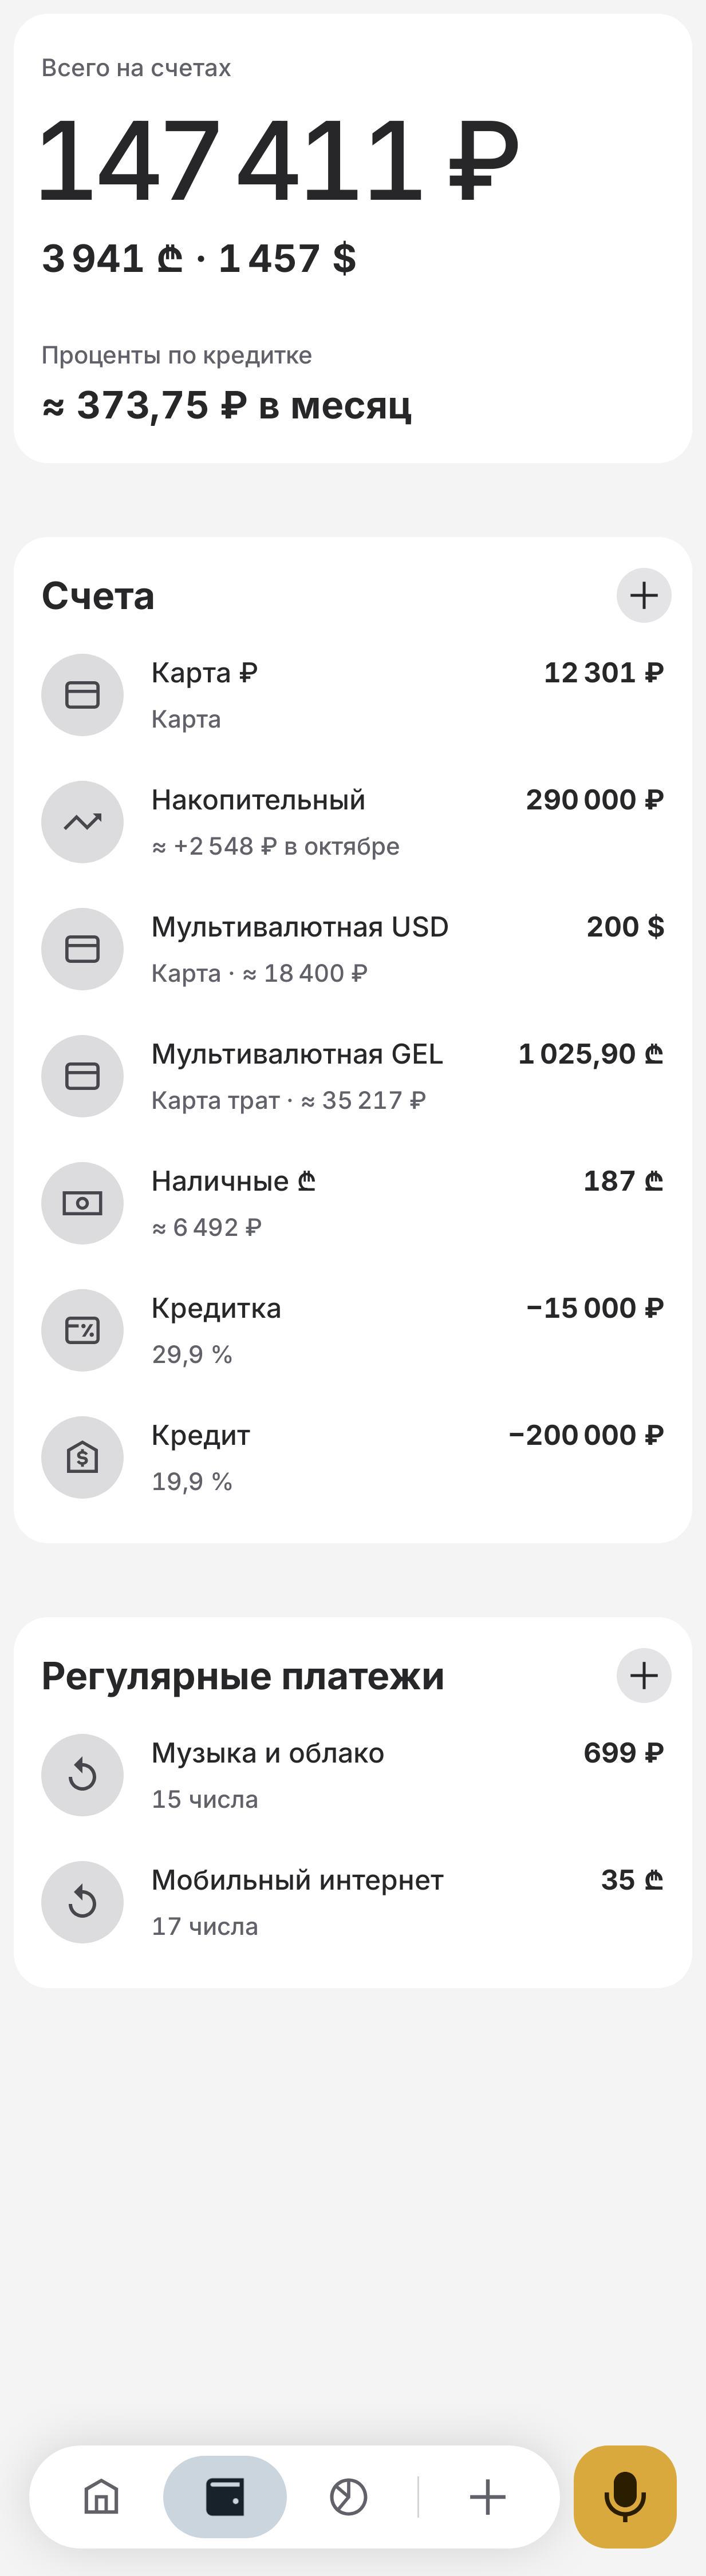 Всего на счетах
147 411 ₽
3 941 ₾ · 1 457 $
Проценты по кредитке
≈ 373,75 ₽ в месяц
Счета
Карта ₽
12 301 ₽
Карта
Накопительный
290 000 ₽
≈ +2 548 ₽ в октябре
Мультивалютная USD
200 $
Карта · ≈ 18 400 ₽
Мультивалютная GEL
1 025,90 ₾
Карта трат · ≈ 35 217 ₽
Наличные ₾
187 ₾
≈ 6 492 ₽
Кредитка
−15 000 ₽
29,9 %
Кредит
−200 000 ₽
19,9 %
Регулярные платежи
Музыка и облако
699 ₽
15 числа
Мобильный интернет
35 ₾
17 числа